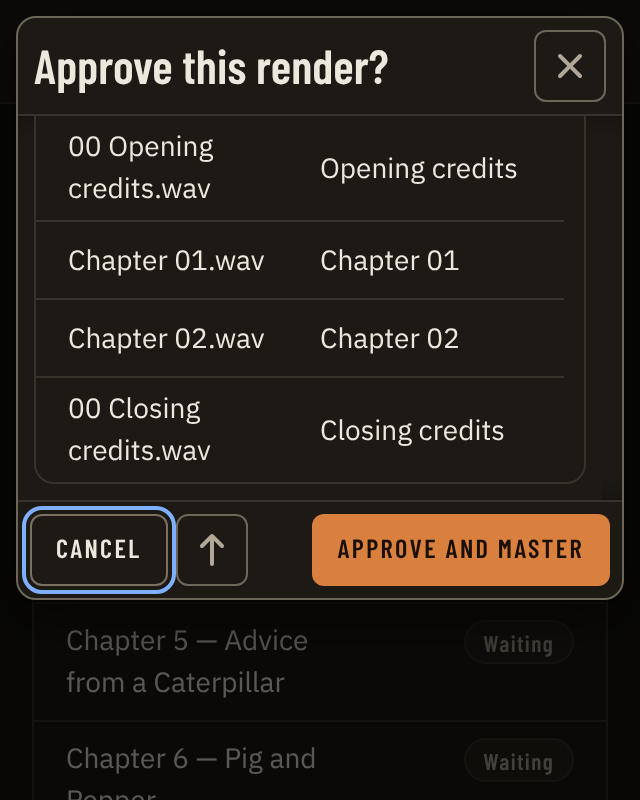 Approve this render?
00 Opening
credits.wav
Opening credits
Chapter 01.wav
Chapter 01
Chapter 02.wav
Chapter 02
00 Closing
credits.wav
Closing credits
CANCEL
APPROVE AND MASTER
Chapter 5 — Advice
from a Caterpillar
Waiting
Chapter 6 — Pig and
Pepper
Waiting